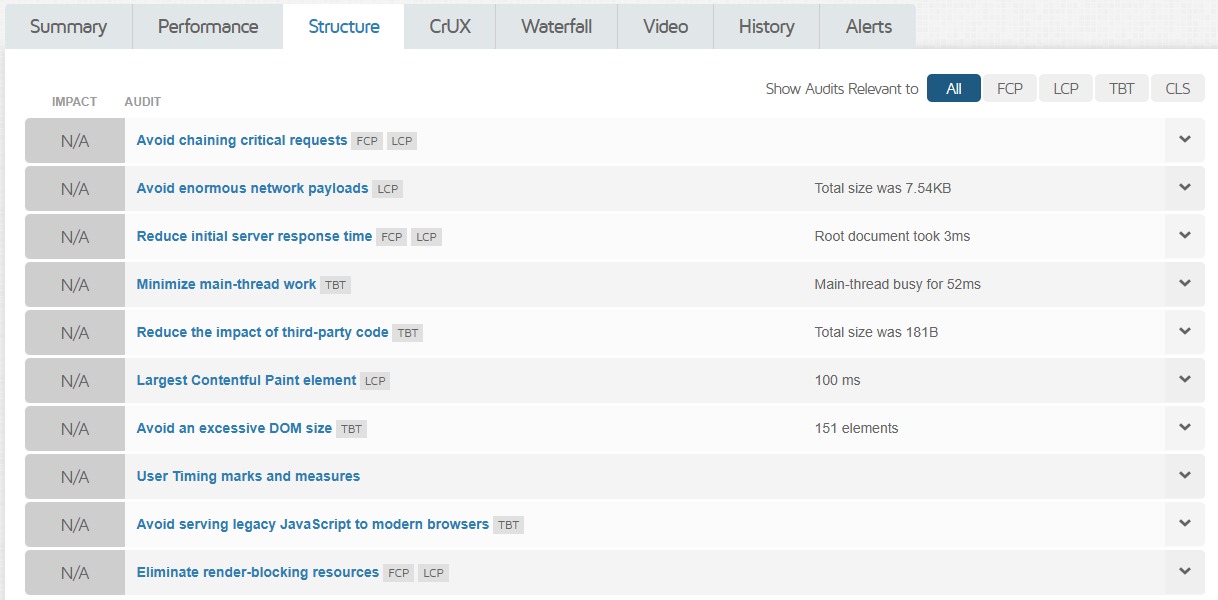 Summary Performance Structure CrUX Waterfall Video History Alerts
Show Audits Relevant to All FCP LCP TBT CLS
IMPACT AUDIT
N/A Avoid chaining critical requests FCP LCP
N/A Avoid enormous network payloads LCP Total size was 7.54KB
N/A Reduce initial server response time FCP LCP Root document took 3ms
N/A Minimize main-thread work TBT Main-thread busy for 52ms
N/A Reduce the impact of third-party code TBT Total size was 181B
N/A Largest Contentful Paint element LCP 100 ms
N/A Avoid an excessive DOM size TBT 151 elements
N/A User Timing marks and measures
N/A Avoid serving legacy JavaScript to modern browsers TBT
N/A Eliminate render-blocking resources FCP LCP